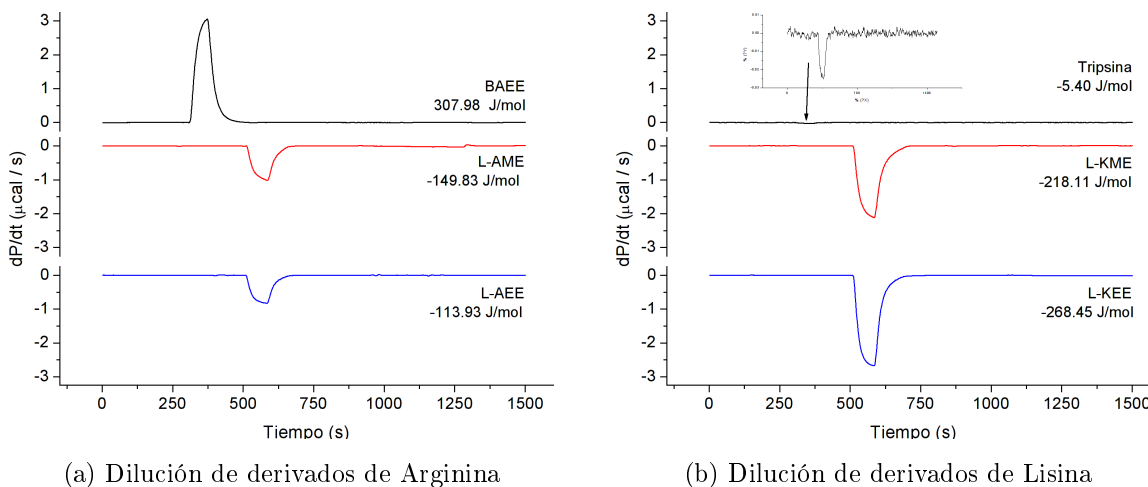 3
2
1
0
BAEE
307.98 J/mol
0
-1
-2
-3
L-AME
-149.83 J/mol
0
-1
-2
-3
L-AEE
-113.93 J/mol
dP/dt (μcal / s)
0
250
500
750
1000
1250
1500
Tiempo (s)
(a) Dilución de derivados de Arginina
3
2
1
0
Tripsina
-5.40 J/mol
0
-1
-2
-3
L-KME
-218.11 J/mol
0
-1
-2
-3
L-KEE
-268.45 J/mol
dP/dt (μcal / s)
0
250
500
750
1000
1250
1500
Tiempo (s)
(b) Dilución de derivados de Lisina